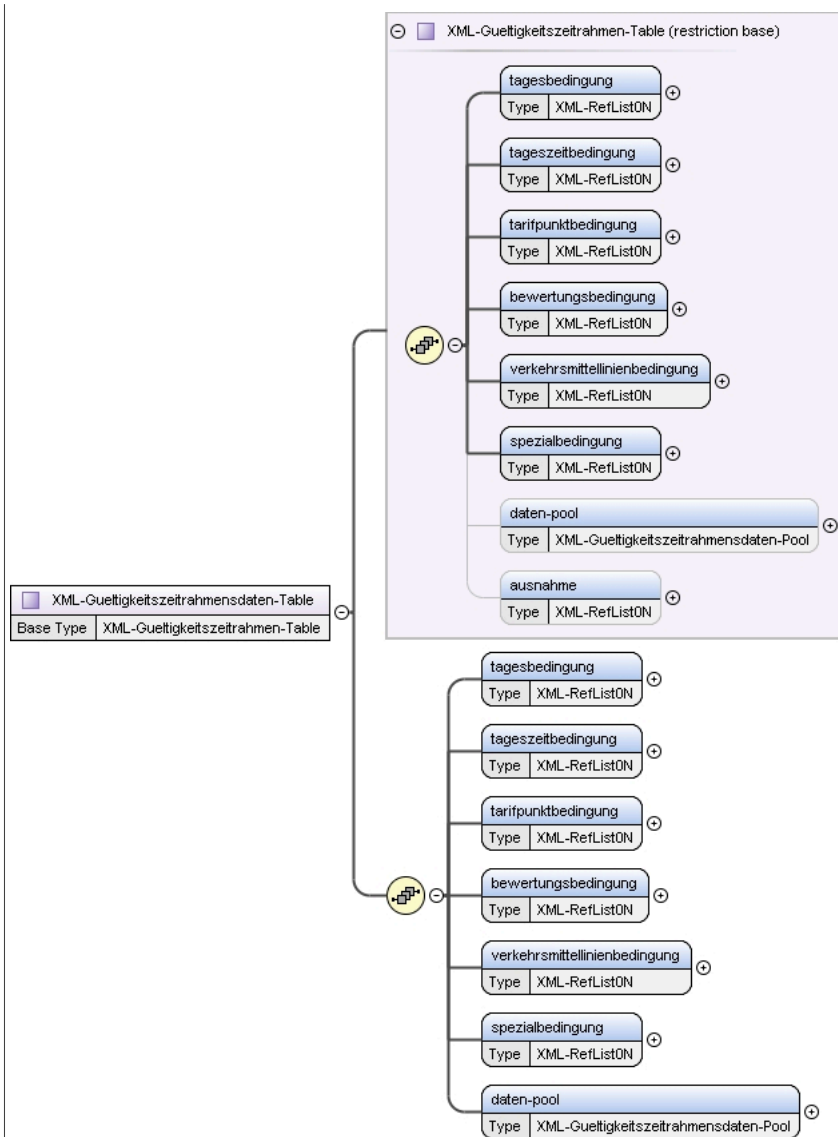 XML-Gueltigkeitszeitrahmen-Table (restriction base)
tagesbedingung
Type XML-RefList0N
tageszeitbedingung
Type XML-RefList0N
tarifpunktbedingung
Type XML-RefList0N
bewertungsbedingung
Type XML-RefList0N
verkehrsmittellinienbedingung
Type XML-RefList0N
spezialbedingung
Type XML-RefList0N
daten-pool
Type XML-Gueltigkeitszeitrahmensdaten-Pool
ausnahme
Type XML-RefList0N
XML-Gueltigkeitszeitrahmensdaten-Table
Base Type XML-Gueltigkeitszeitrahmen-Table
tagesbedingung
Type XML-RefList0N
tageszeitbedingung
Type XML-RefList0N
tarifpunktbedingung
Type XML-RefList0N
bewertungsbedingung
Type XML-RefList0N
verkehrsmittellinienbedingung
Type XML-RefList0N
spezialbedingung
Type XML-RefList0N
daten-pool
Type XML-Gueltigkeitszeitrahmensdaten-Pool